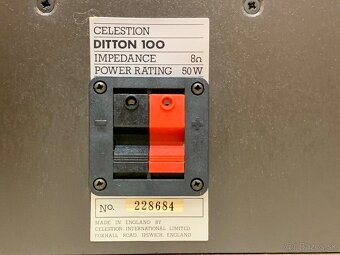 CELESTION
DITTON 100
IMPEDANCE 8Ω
POWER RATING 50W
- +
No. 228684
MADE IN ENGLAND BY
CELESTION INTERNATIONAL LIMITED
FOXHALL ROAD, IPSWICH, ENGLAND